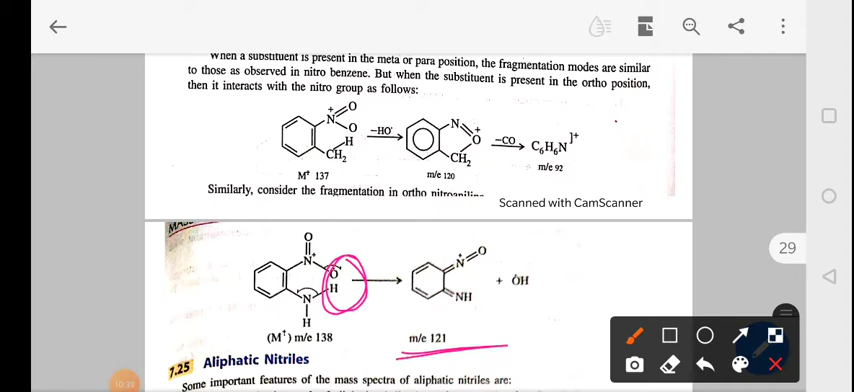 When a substituent is present in the meta or para position, the fragmentation modes are similar
to those as observed in nitro benzene. But when the substituent is present in the ortho position,
then it interacts with the nitro group as follows:
+
N O
O
H
CH₂
M⁺ 137
–HO·
N
+
O
CH₂
m/e 120
–CO
C₆H₆N ]+
m/e 92
Similarly, consider the fragmentation in ortho nitroaniline
Scanned with CamScanner
29
O
N⁺
O
H
N
H
(M⁺) m/e 138
N⁺ O
NH
m/e 121
+ ȮH
7.25 Aliphatic Nitriles
Some important features of the mass spectra of aliphatic nitriles are:
10:30